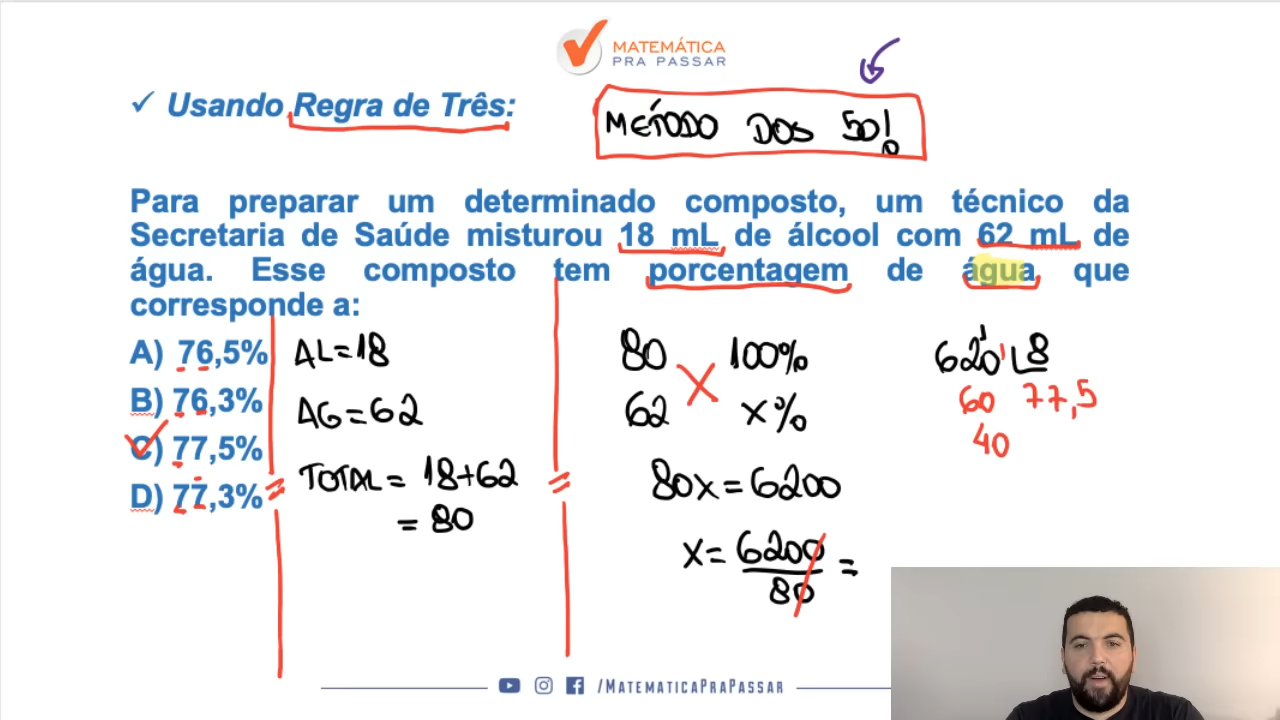 MATEMÁTICA
PRA PASSAR
✓ Usando Regra de Três:
MÉTODO DOS 50!
Para preparar um determinado composto, um técnico da
Secretaria de Saúde misturou 18 mL de álcool com 62 mL de
água. Esse composto tem porcentagem de água que
corresponde a:
A) 76,5%
B) 76,3%
C) 77,5%
D) 77,3%
AL=18
AG=62
TOTAL= 18+62
= 80
80 100%
62 X%
80X=6200
X=6200
80
=
620 8
60 77,5
40
/MatematicaPraPassar